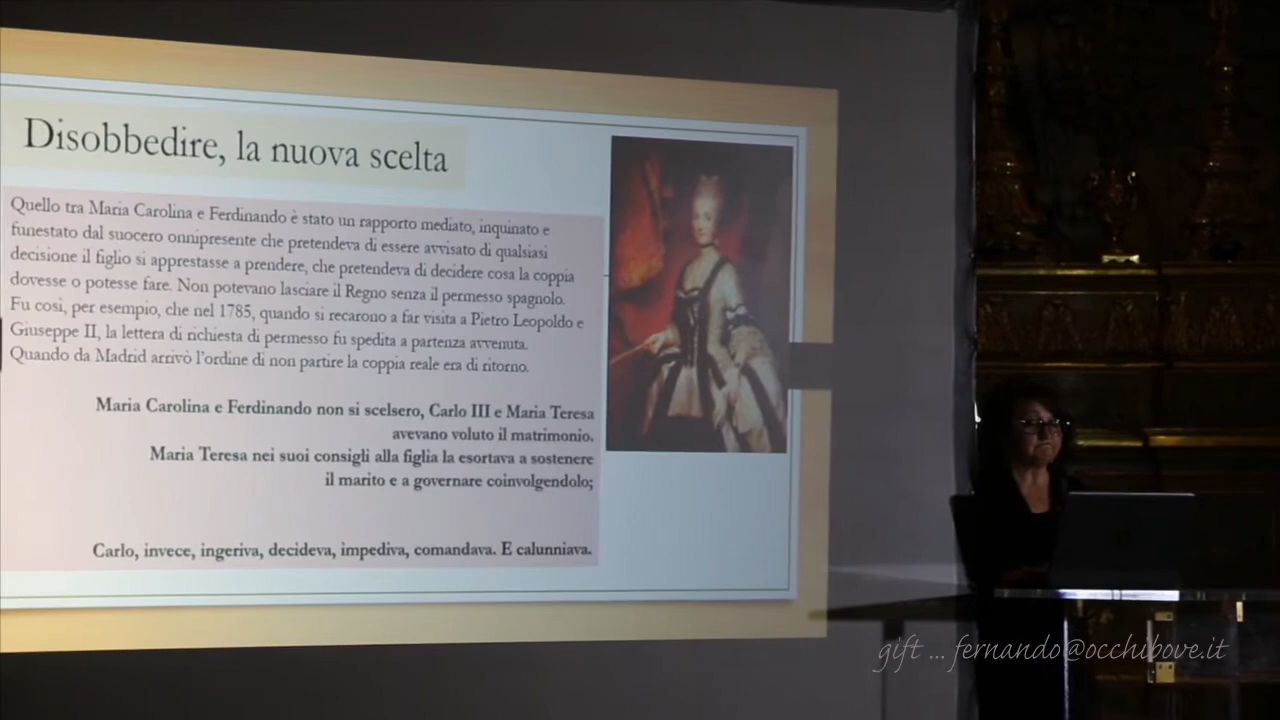 Disobbedire, la nuova scelta
Quello tra Maria Carolina e Ferdinando è stato un rapporto mediato, inquinato e
funestato dal suocero onnipresente che pretendeva di essere avvisato di qualsiasi
decisione il figlio si apprestasse a prendere, che pretendeva di decidere cosa la coppia
dovesse o potesse fare. Non potevano lasciare il Regno senza il permesso spagnolo.
Fu così, per esempio, che nel 1785, quando si recarono a far visita a Pietro Leopoldo e
Giuseppe II, la lettera di richiesta di permesso fu spedita a partenza avvenuta.
Quando da Madrid arrivò l'ordine di non partire la coppia reale era di ritorno.
Maria Carolina e Ferdinando non si scelsero, Carlo III e Maria Teresa
avevano voluto il matrimonio.
Maria Teresa nei suoi consigli alla figlia la esortava a sostenere
il marito e a governare coinvolgendolo;
Carlo, invece, ingeriva, decideva, impediva, comandava. E calunniava.
gift ... fernando@occhibove.it